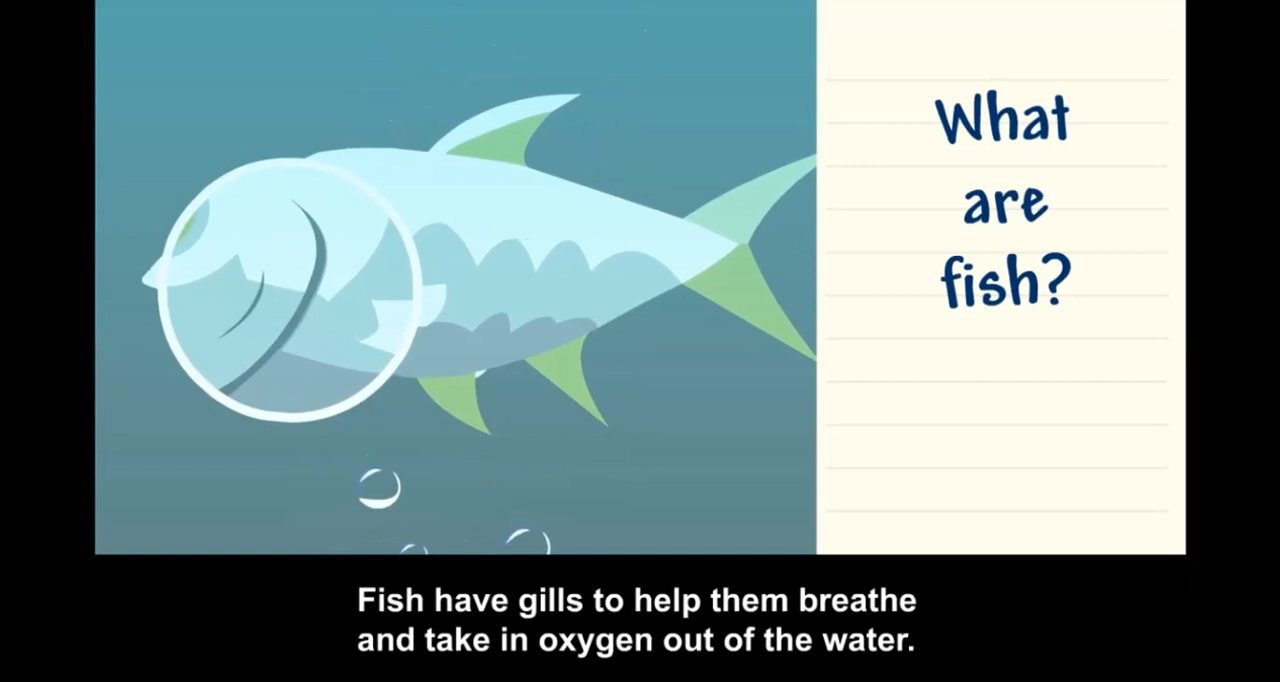 What
are
fish?
Fish have gills to help them breathe
and take in oxygen out of the water.